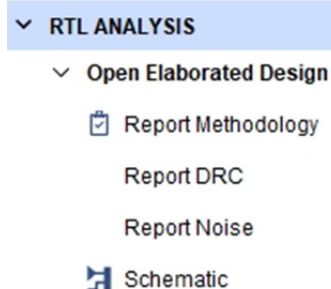 RTL ANALYSIS
Open Elaborated Design
Report Methodology
Report DRC
Report Noise
Schematic